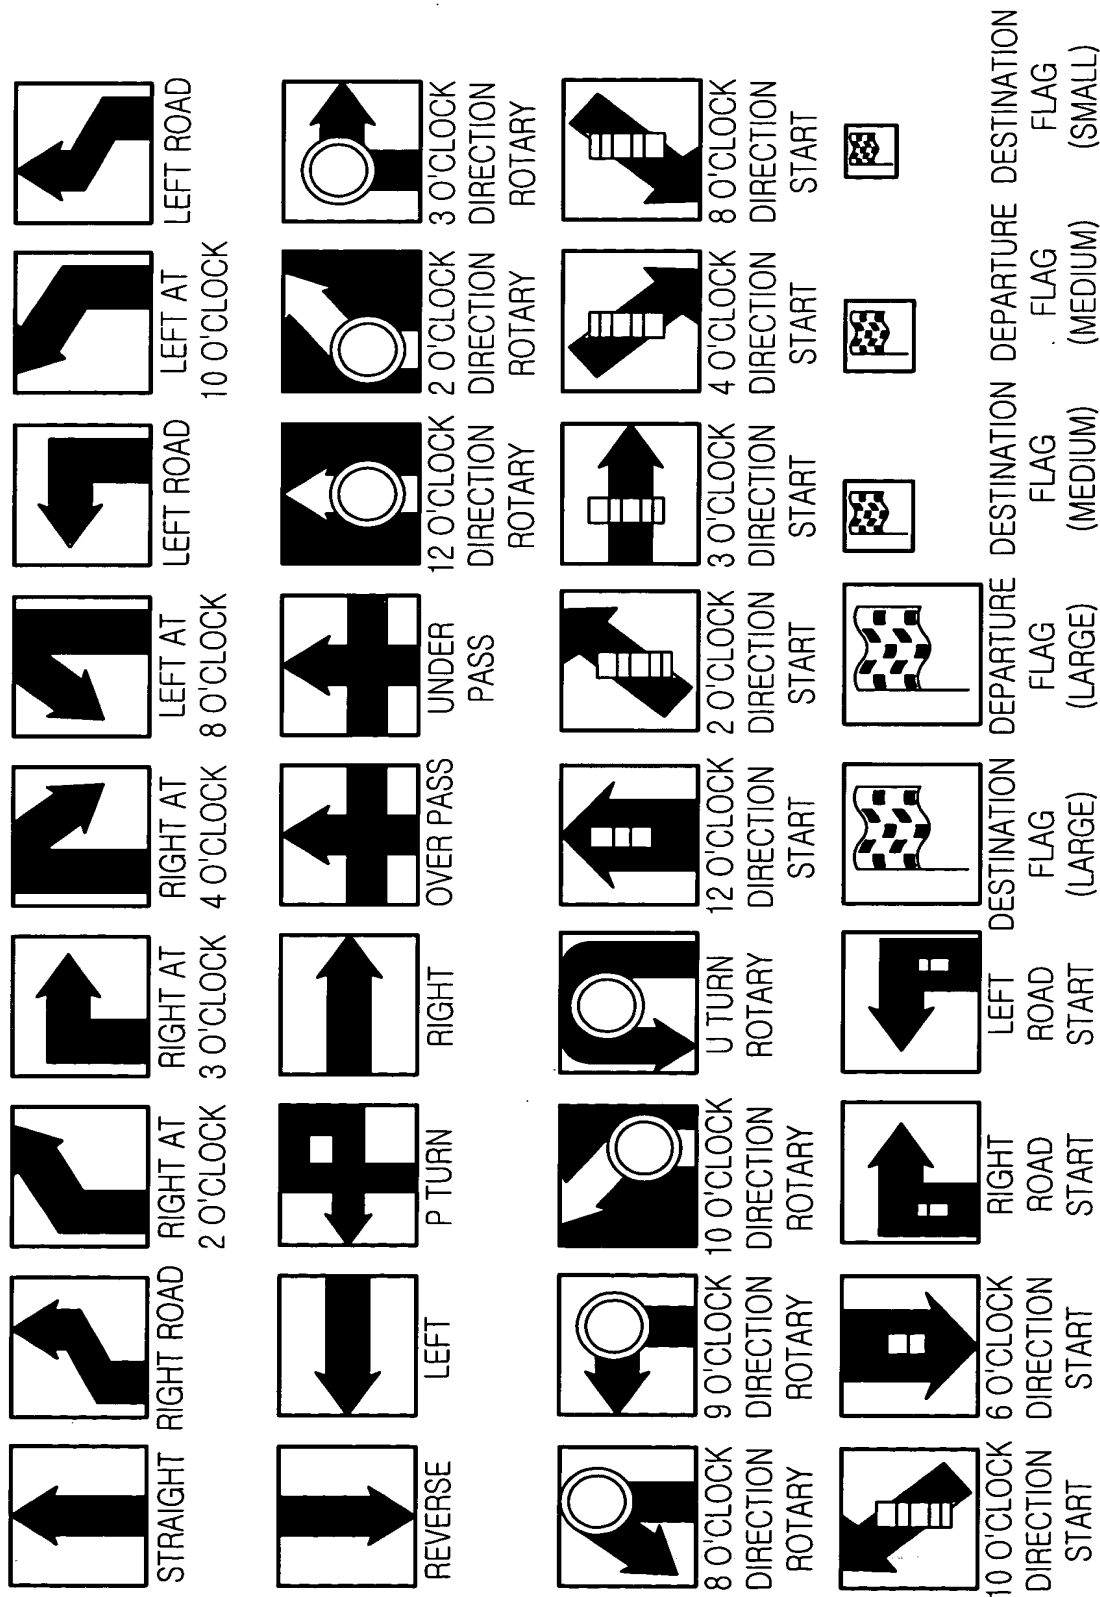 STRAIGHT
RIGHT ROAD
RIGHT AT
2 O'CLOCK
RIGHT AT
3 O'CLOCK
RIGHT AT
4 O'CLOCK
LEFT AT
8 O'CLOCK
LEFT ROAD
LEFT AT
10 O'CLOCK
LEFT ROAD
REVERSE
LEFT
P TURN
RIGHT
OVER PASS
UNDER
PASS
12 O'CLOCK
DIRECTION
ROTARY
2 O'CLOCK
DIRECTION
ROTARY
3 O'CLOCK
DIRECTION
ROTARY
8 O'CLOCK
DIRECTION
ROTARY
9 O'CLOCK
DIRECTION
ROTARY
10 O'CLOCK
DIRECTION
ROTARY
U TURN
ROTARY
12 O'CLOCK
DIRECTION
START
2 O'CLOCK
DIRECTION
START
3 O'CLOCK
DIRECTION
START
4 O'CLOCK
DIRECTION
START
8 O'CLOCK
DIRECTION
START
10 O'CLOCK
DIRECTION
START
6 O'CLOCK
DIRECTION
START
RIGHT
ROAD
START
LEFT
ROAD
START
DESTINATION
FLAG
(LARGE)
DEPARTURE
FLAG
(LARGE)
DESTINATION
FLAG
(MEDIUM)
DEPARTURE
FLAG
(MEDIUM)
DESTINATION
FLAG
(SMALL)